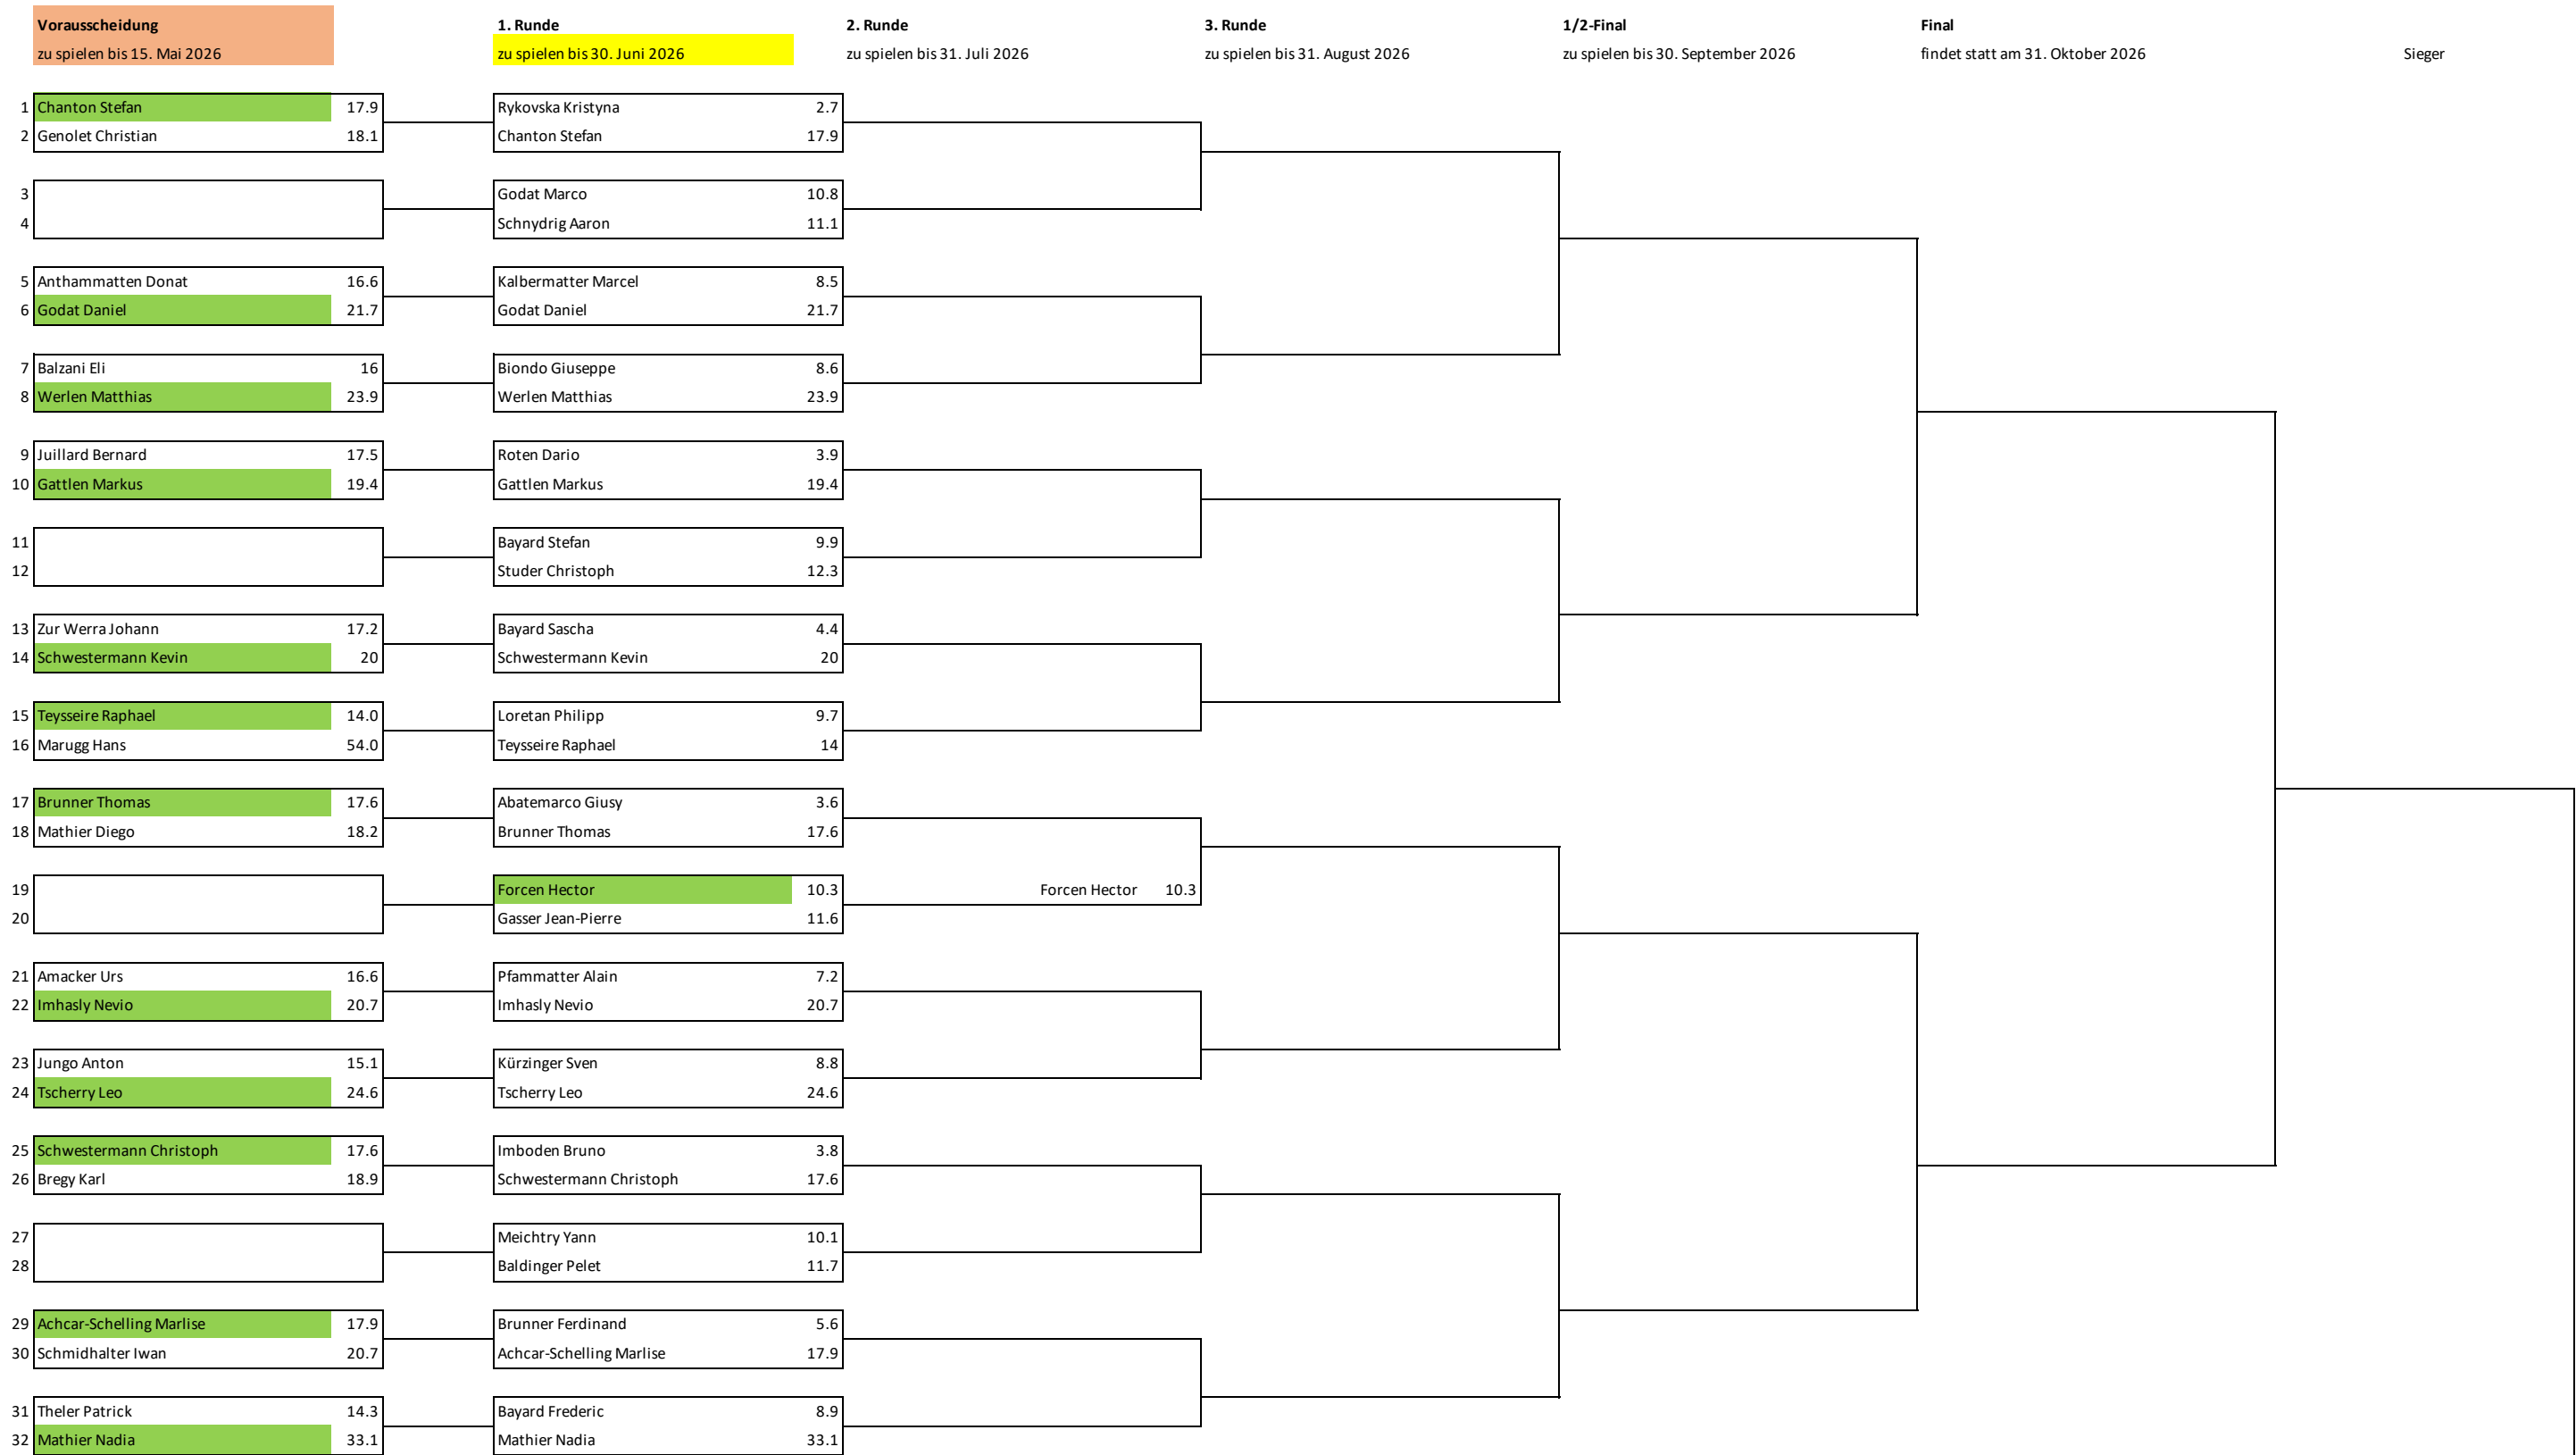 Vorausscheidung 1. Runde 2. Runde 3. Runde 1/2-Final Final
zu spielen bis 15. Mai 2026 zu spielen bis 30. Juni 2026 zu spielen bis 31. Juli 2026 zu spielen bis 31. August 2026 zu spielen bis 30. September 2026 findet statt am 31. Oktober 2026 Sieger
1 Chanton Stefan 17.9 Rykovska Kristyna 2.7
2 Genolet Christian 18.1 Chanton Stefan 17.9
3 Godat Marco 10.8
4 Schnydrig Aaron 11.1
5 Anthammatten Donat 16.6 Kalbermatter Marcel 8.5
6 Godat Daniel 21.7 Godat Daniel 21.7
7 Balzani Eli 16 Biondo Giuseppe 8.6
8 Werlen Matthias 23.9 Werlen Matthias 23.9
9 Juillard Bernard 17.5 Roten Dario 3.9
10 Gattlen Markus 19.4 Gattlen Markus 19.4
11 Bayard Stefan 9.9
12 Studer Christoph 12.3
13 Zur Werra Johann 17.2 Bayard Sascha 4.4
14 Schwestermann Kevin 20 Schwestermann Kevin 20
15 Teysseire Raphael 14.0 Loretan Philipp 9.7
16 Marugg Hans 54.0 Teysseire Raphael 14
17 Brunner Thomas 17.6 Abatemarco Giusy 3.6
18 Mathier Diego 18.2 Brunner Thomas 17.6
19 Forcen Hector 10.3 Forcen Hector 10.3
20 Gasser Jean-Pierre 11.6
21 Amacker Urs 16.6 Pfammatter Alain 7.2
22 Imhasly Nevio 20.7 Imhasly Nevio 20.7
23 Jungo Anton 15.1 Kürzinger Sven 8.8
24 Tscherry Leo 24.6 Tscherry Leo 24.6
25 Schwestermann Christoph 17.6 Imboden Bruno 3.8
26 Bregy Karl 18.9 Schwestermann Christoph 17.6
27 Meichtry Yann 10.1
28 Baldinger Pelet 11.7
29 Achcar-Schelling Marlise 17.9 Brunner Ferdinand 5.6
30 Schmidhalter Iwan 20.7 Achcar-Schelling Marlise 17.9
31 Theler Patrick 14.3 Bayard Frederic 8.9
32 Mathier Nadia 33.1 Mathier Nadia 33.1